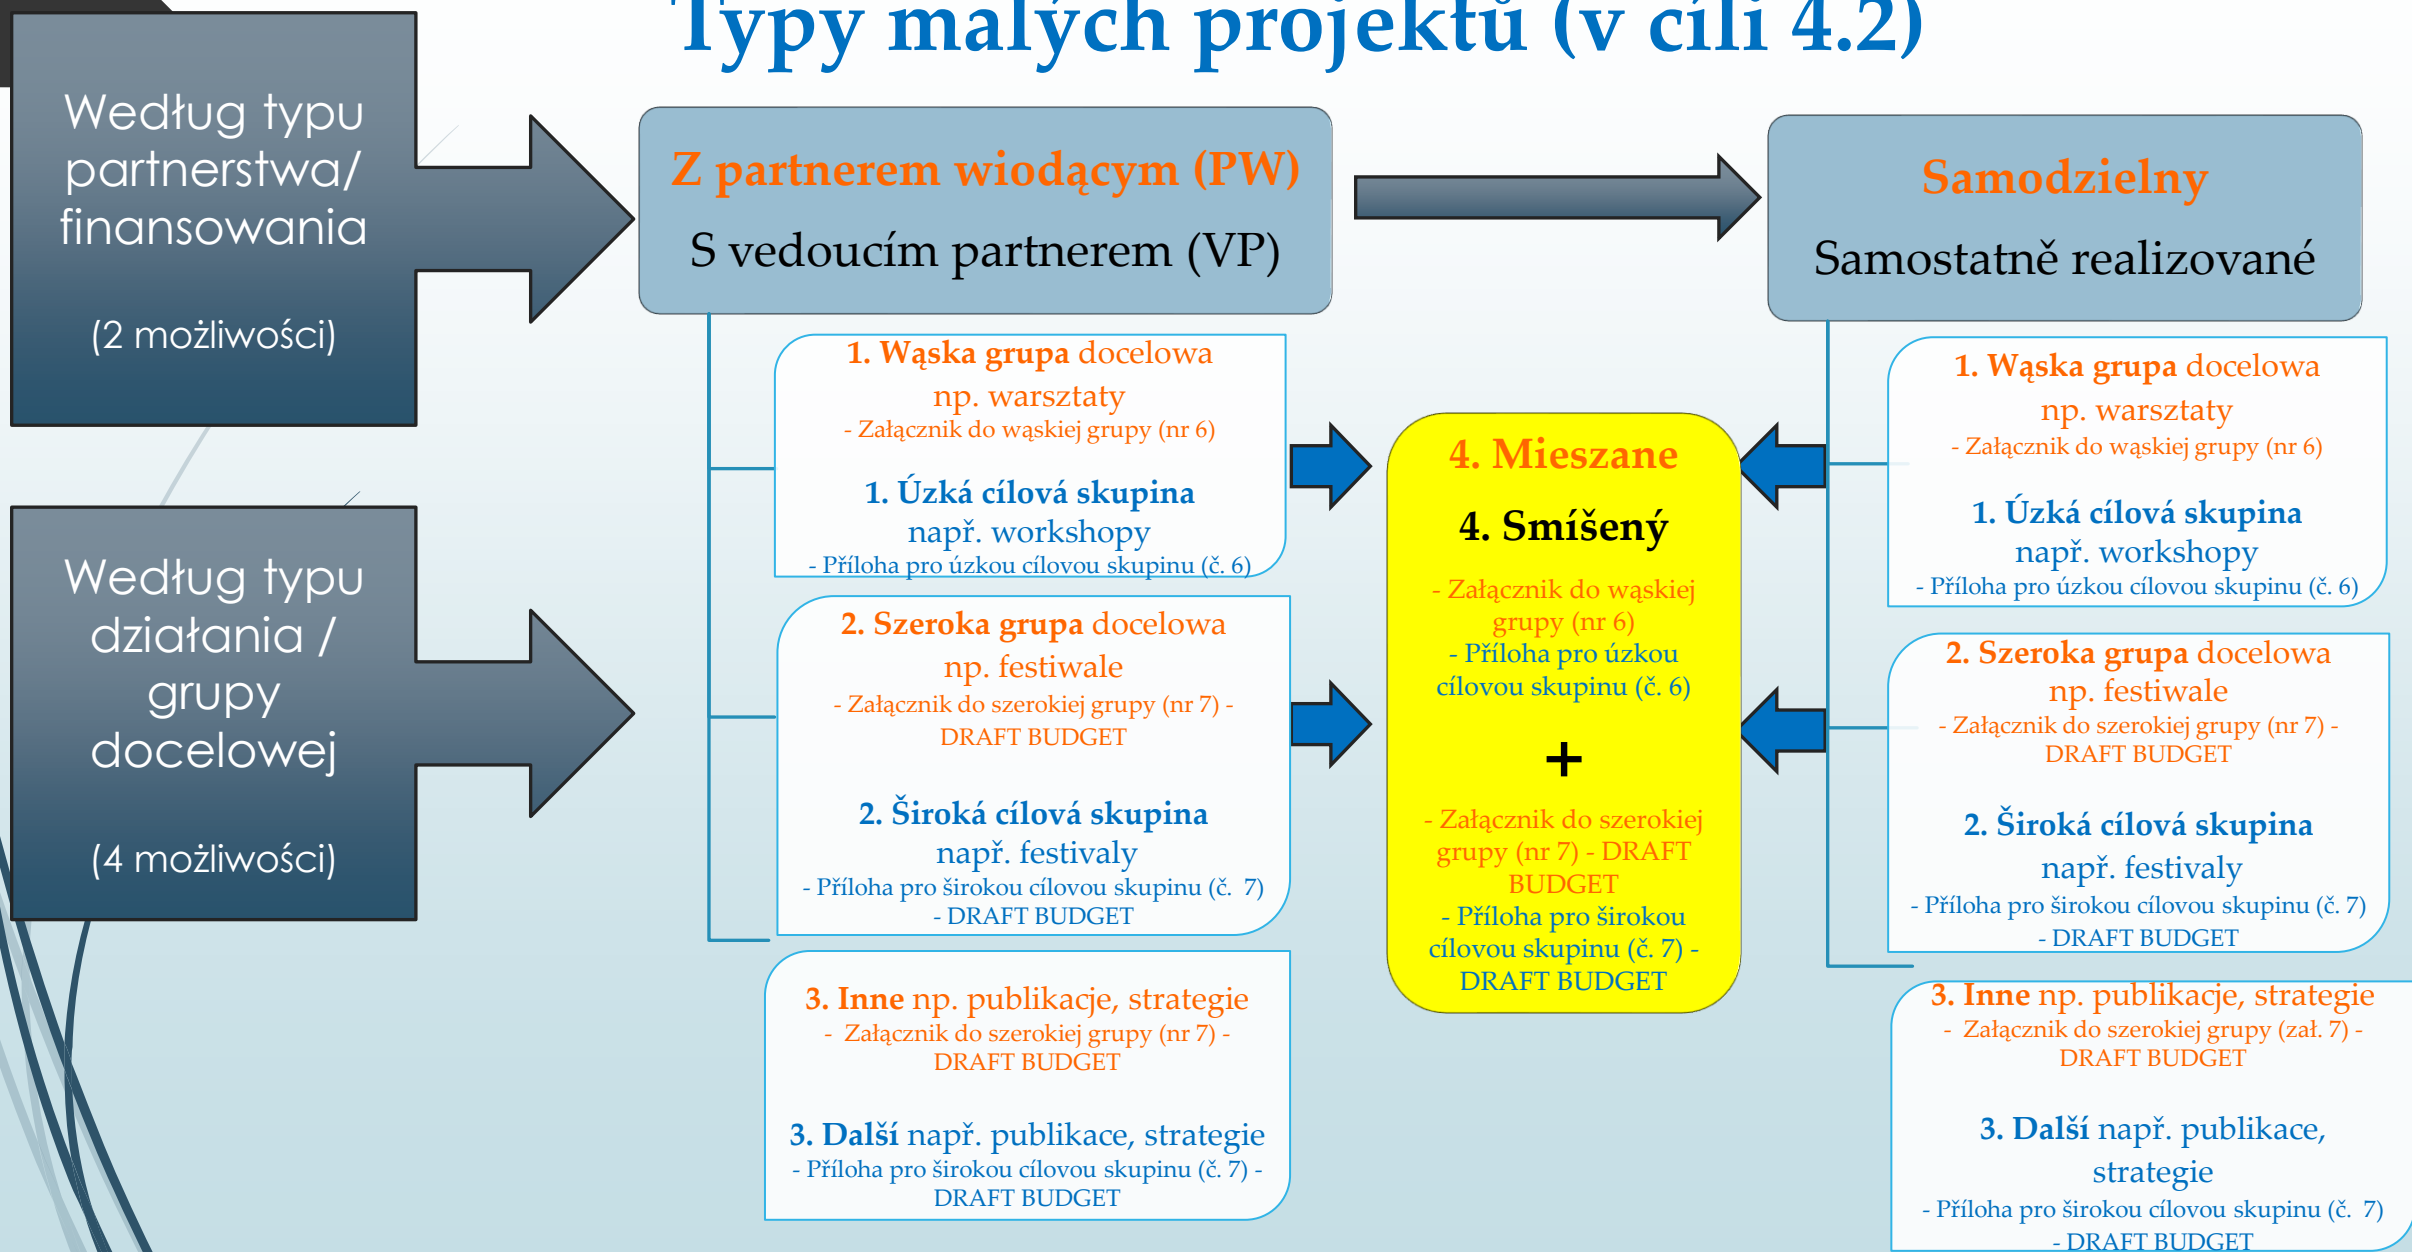 Typy malých projektů (v cíli 4.2)
Według typu
partnerstwa/
finansowania
(2 możliwości)
Według typu
działania /
grupy
docelowej
(4 możliwości)
Z partnerem wiodącym (PW)
S vedoucím partnerem (VP)
1. Wąska grupa docelowa
np. warsztaty
- Załącznik do wąskiej grupy (nr 6)
1. Úzká cílová skupina
např. workshopy
- Příloha pro úzkou cílovou skupinu (č. 6)
2. Szeroka grupa docelowa
np. festiwale
- Załącznik do szerokiej grupy (nr 7) -
DRAFT BUDGET
2. Široká cílová skupina
např. festivaly
- Příloha pro širokou cílovou skupinu (č. 7)
- DRAFT BUDGET
3. Inne np. publikacje, strategie
- Załącznik do szerokiej grupy (nr 7) -
DRAFT BUDGET
3. Další např. publikace, strategie
- Příloha pro širokou cílovou skupinu (č. 7) -
DRAFT BUDGET
4. Mieszane
4. Smíšený
- Załącznik do wąskiej
grupy (nr 6)
- Příloha pro úzkou
cílovou skupinu (č. 6)
+
- Załącznik do szerokiej
grupy (nr 7) - DRAFT
BUDGET
- Příloha pro širokou
cílovou skupinu (č. 7) -
DRAFT BUDGET
Samodzielny
Samostatně realizované
1. Wąska grupa docelowa
np. warsztaty
- Załącznik do wąskiej grupy (nr 6)
1. Úzká cílová skupina
např. workshopy
- Příloha pro úzkou cílovou skupinu (č. 6)
2. Szeroka grupa docelowa
np. festiwale
- Załącznik do szerokiej grupy (nr 7) -
DRAFT BUDGET
2. Široká cílová skupina
např. festivaly
- Příloha pro širokou cílovou skupinu (č. 7)
- DRAFT BUDGET
3. Inne np. publikacje, strategie
- Załącznik do szerokiej grupy (zał. 7) -
DRAFT BUDGET
3. Další např. publikace,
strategie
- Příloha pro širokou cílovou skupinu (č. 7)
- DRAFT BUDGET